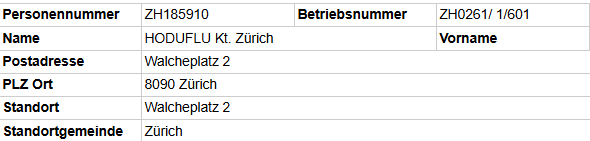 Personennummer ZH185910 Betriebsnummer ZH0261/ 1/601
Name HODUFLU Kt. Zürich Vorname
Postadresse Walcheplatz 2
PLZ Ort 8090 Zürich
Standort Walcheplatz 2
Standortgemeinde Zürich